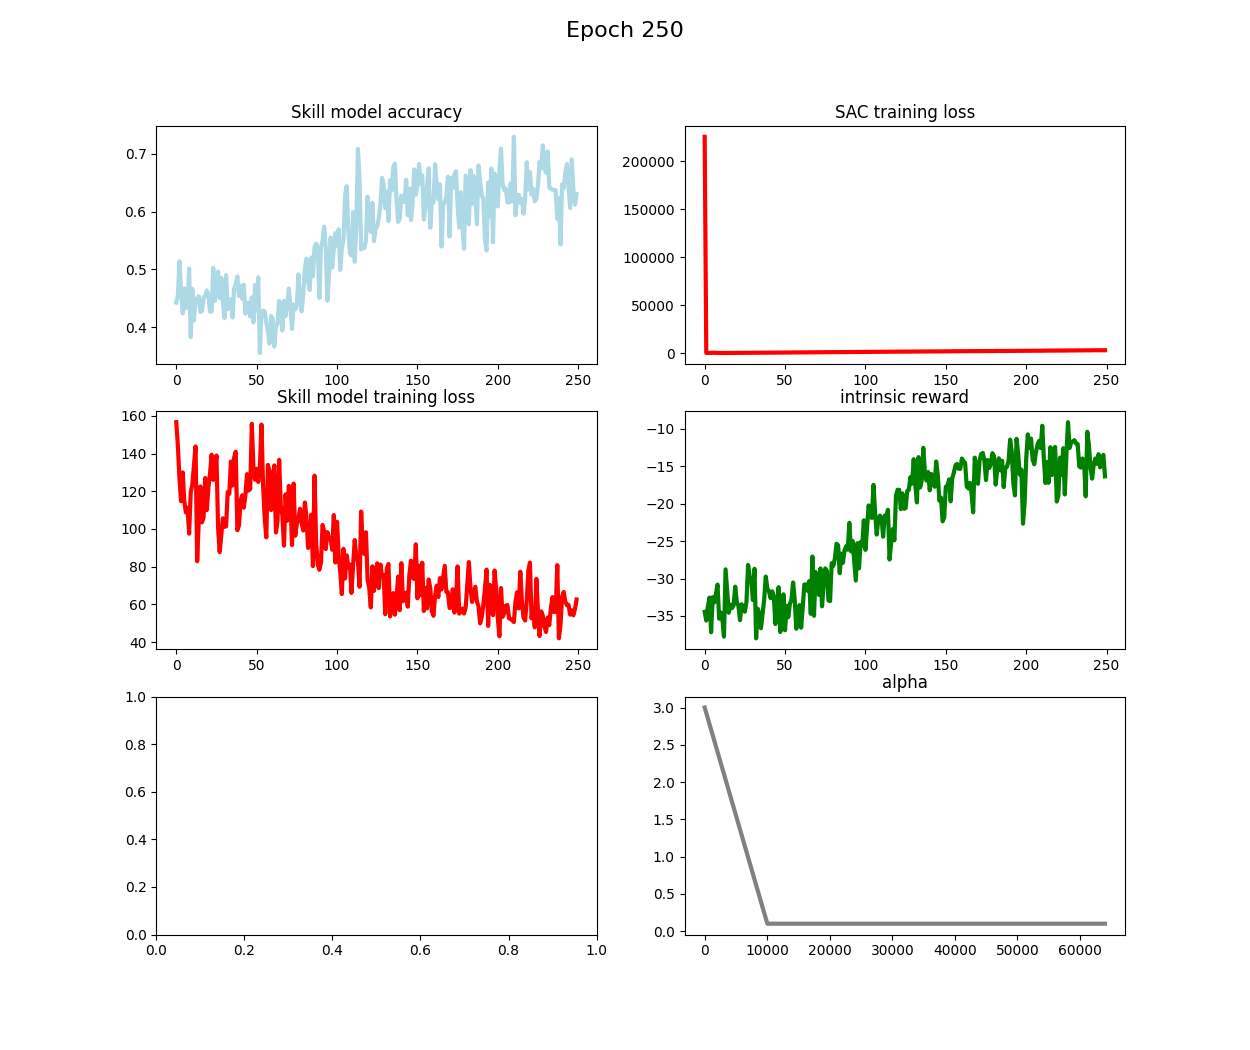 Epoch 250
Skill model accuracy
0.7
0.6
0.5
0.4
0 50 100 150 200 250
SAC training loss
200000
150000
100000
50000
0
0 50 100 150 200 250
Skill model training loss
160
140
120
100
80
60
40
0 50 100 150 200 250
intrinsic reward
−10
−15
−20
−25
−30
−35
0 50 100 150 200 250
1.0
0.8
0.6
0.4
0.2
0.0
0.0 0.2 0.4 0.6 0.8 1.0
alpha
3.0
2.5
2.0
1.5
1.0
0.5
0.0
0 10000 20000 30000 40000 50000 60000